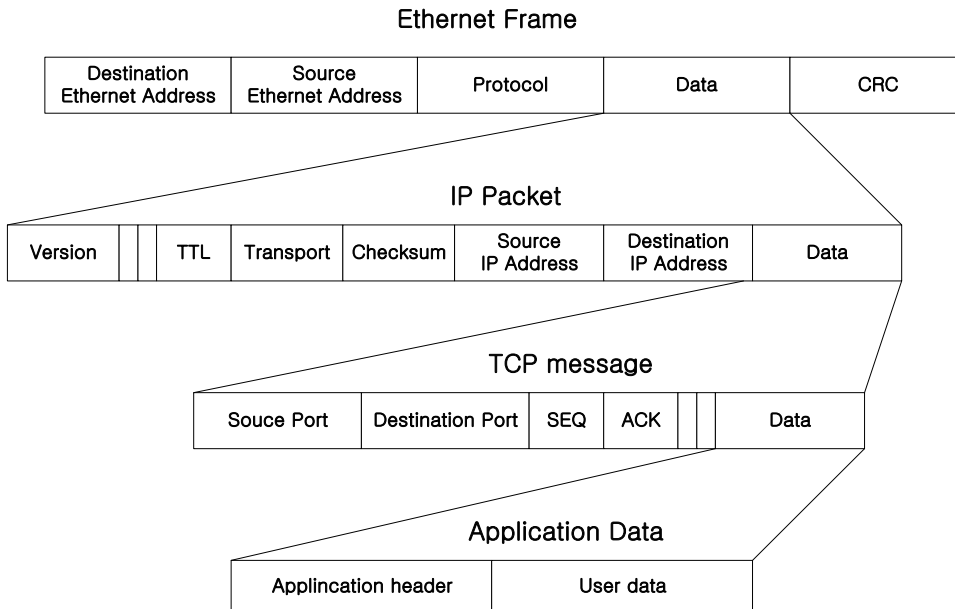 Ethernet Frame
Destination
Ethernet Address
Source
Ethernet Address
Protocol
Data
CRC
IP Packet
Version
TTL
Transport
Checksum
Source
IP Address
Destination
IP Address
Data
TCP message
Souce Port
Destination Port
SEQ
ACK
Data
Application Data
Applincation header
User data